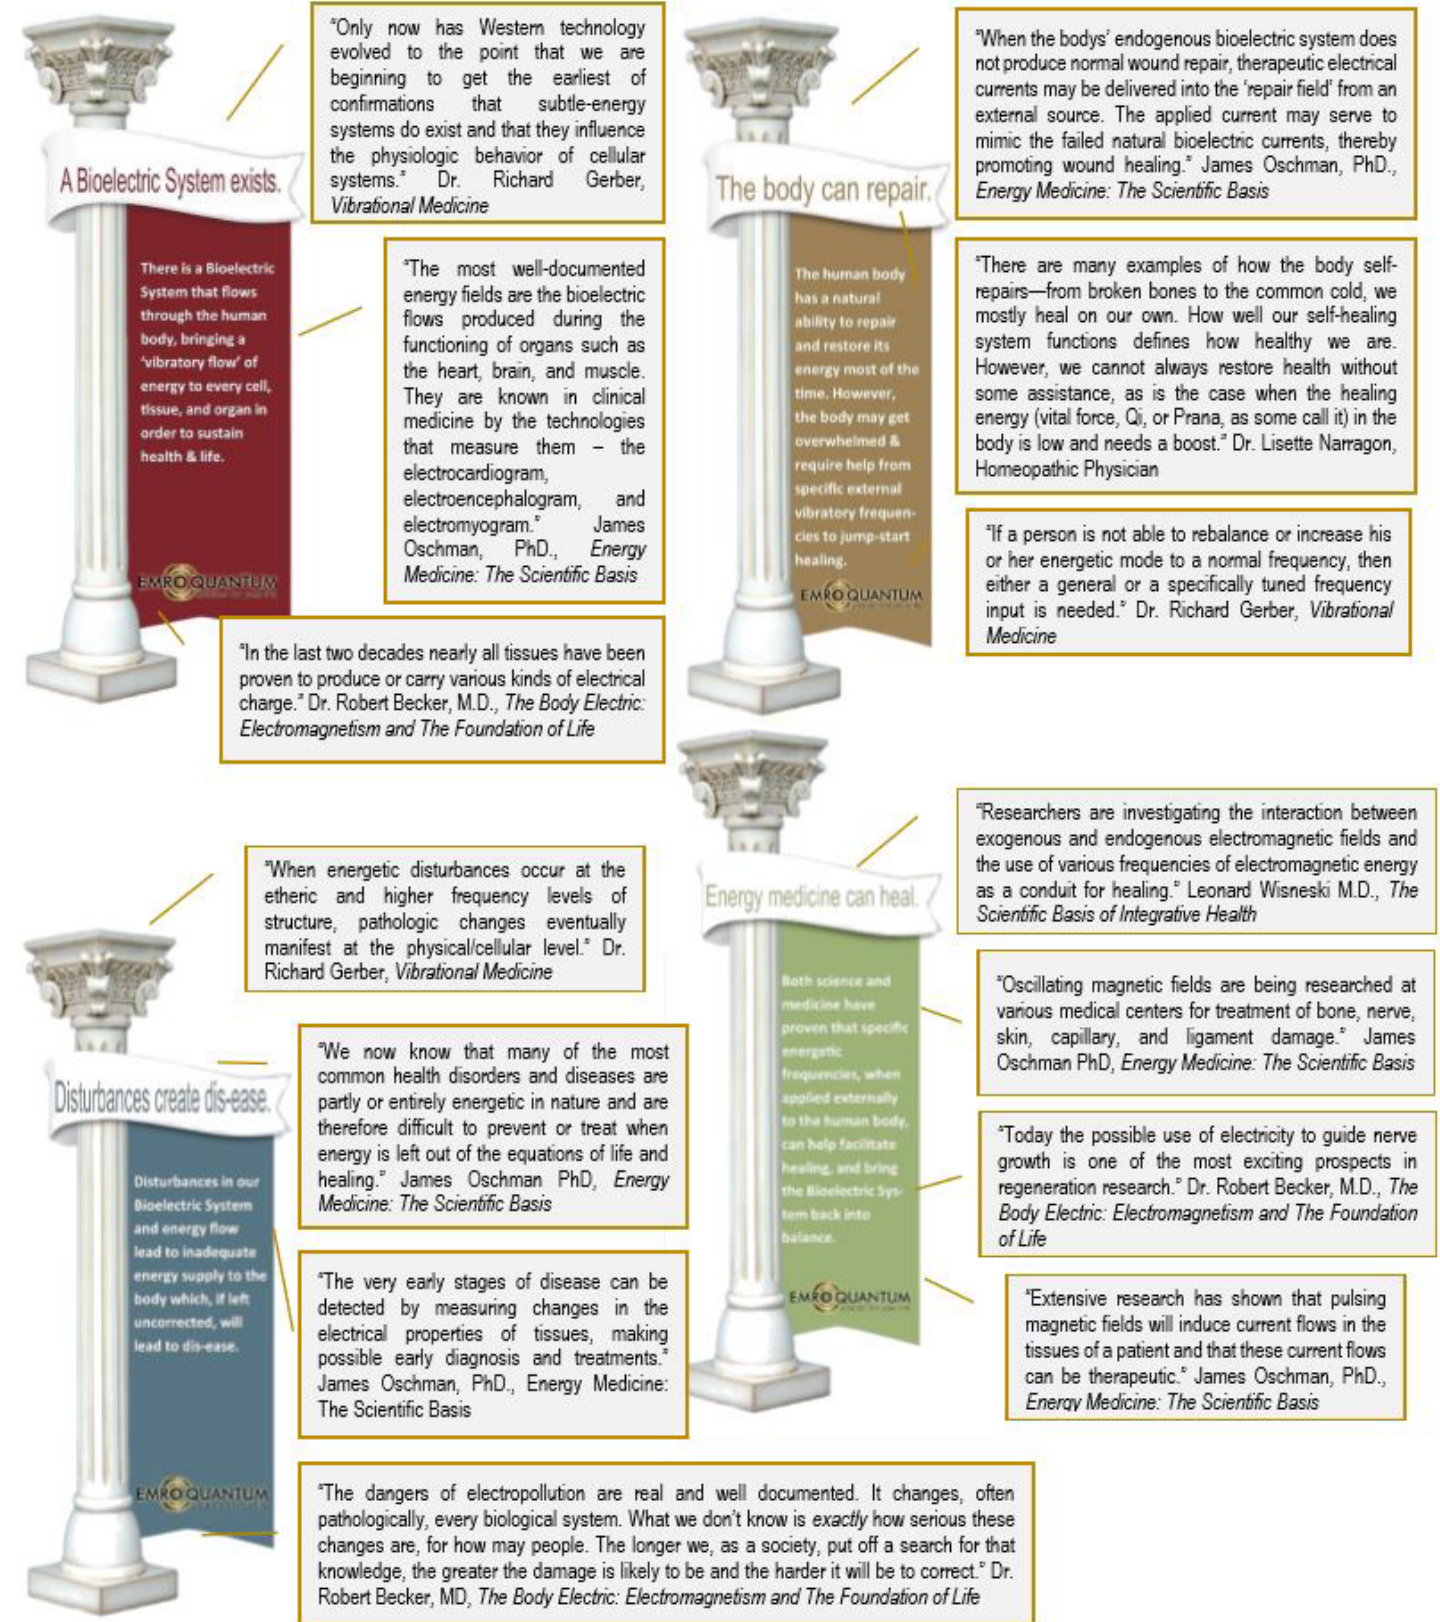 "Only now has Western technology
evolved to the point that we are
beginning to get the earliest of
confirmations that subtle-energy
systems do exist and that they influence
the physiologic behavior of cellular
systems." Dr. Richard Gerber,
Vibrational Medicine
A Bioelectric System exists.
There is a Bioelectric
System that flows
through the human
body, bringing a
'vibratory flow' of
energy to every cell,
tissue, and organ in
order to sustain
health & life.
EMRO QUANTUM
"The most well-documented
energy fields are the bioelectric
flows produced during the
functioning of organs such as
the heart, brain, and muscle.
They are known in clinical
medicine by the technologies
that measure them – the
electrocardiogram,
electroencephalogram, and
electromyogram." James
Oschman, PhD., Energy
Medicine: The Scientific Basis
"In the last two decades nearly all tissues have been
proven to produce or carry various kinds of electrical
charge." Dr. Robert Becker, M.D., The Body Electric:
Electromagnetism and The Foundation of Life
"When the bodys' endogenous bioelectric system does
not produce normal wound repair, therapeutic electrical
currents may be delivered into the 'repair field' from an
external source. The applied current may serve to
mimic the failed natural bioelectric currents, thereby
promoting wound healing." James Oschman, PhD.,
Energy Medicine: The Scientific Basis
The body can repair.
The human body
has a natural
ability to repair
and restore its
energy most of the
time. However,
the body may get
overwhelmed &
require help from
specific external
vibratory frequen-
cies to jump-start
healing.
EMRO QUANTUM
"There are many examples of how the body self-
repairs—from broken bones to the common cold, we
mostly heal on our own. How well our self-healing
system functions defines how healthy we are.
However, we cannot always restore health without
some assistance, as is the case when the healing
energy (vital force, Qi, or Prana, as some call it) in the
body is low and needs a boost." Dr. Lisette Narragon,
Homeopathic Physician
"If a person is not able to rebalance or increase his
or her energetic mode to a normal frequency, then
either a general or a specifically tuned frequency
input is needed." Dr. Richard Gerber, Vibrational
Medicine
"When energetic disturbances occur at the
etheric and higher frequency levels of
structure, pathologic changes eventually
manifest at the physical/cellular level." Dr.
Richard Gerber, Vibrational Medicine
Disturbances create dis-ease.
Disturbances in our
Bioelectric System
and energy flow
lead to inadequate
energy supply to the
body which, if left
uncorrected, will
lead to dis-ease.
EMRO QUANTUM
"We now know that many of the most
common health disorders and diseases are
partly or entirely energetic in nature and are
therefore difficult to prevent or treat when
energy is left out of the equations of life and
healing." James Oschman PhD, Energy
Medicine: The Scientific Basis
"The very early stages of disease can be
detected by measuring changes in the
electrical properties of tissues, making
possible early diagnosis and treatments."
James Oschman, PhD., Energy Medicine:
The Scientific Basis
"The dangers of electropollution are real and well documented. It changes, often
pathologically, every biological system. What we don't know is exactly how serious these
changes are, for how may people. The longer we, as a society, put off a search for that
knowledge, the greater the damage is likely to be and the harder it will be to correct." Dr.
Robert Becker, MD, The Body Electric: Electromagnetism and The Foundation of Life
"Researchers are investigating the interaction between
exogenous and endogenous electromagnetic fields and
the use of various frequencies of electromagnetic energy
as a conduit for healing." Leonard Wisneski M.D., The
Scientific Basis of Integrative Health
Energy medicine can heal.
Both science and
medicine have
proven that specific
energetic
frequencies, when
applied externally
to the human body,
can help facilitate
healing, and bring
the Bioelectric Sys-
tem back into
balance.
EMRO QUANTUM
"Oscillating magnetic fields are being researched at
various medical centers for treatment of bone, nerve,
skin, capillary, and ligament damage." James
Oschman PhD, Energy Medicine: The Scientific Basis
"Today the possible use of electricity to guide nerve
growth is one of the most exciting prospects in
regeneration research." Dr. Robert Becker, M.D., The
Body Electric: Electromagnetism and The Foundation
of Life
"Extensive research has shown that pulsing
magnetic fields will induce current flows in the
tissues of a patient and that these current flows
can be therapeutic." James Oschman, PhD.,
Energy Medicine: The Scientific Basis